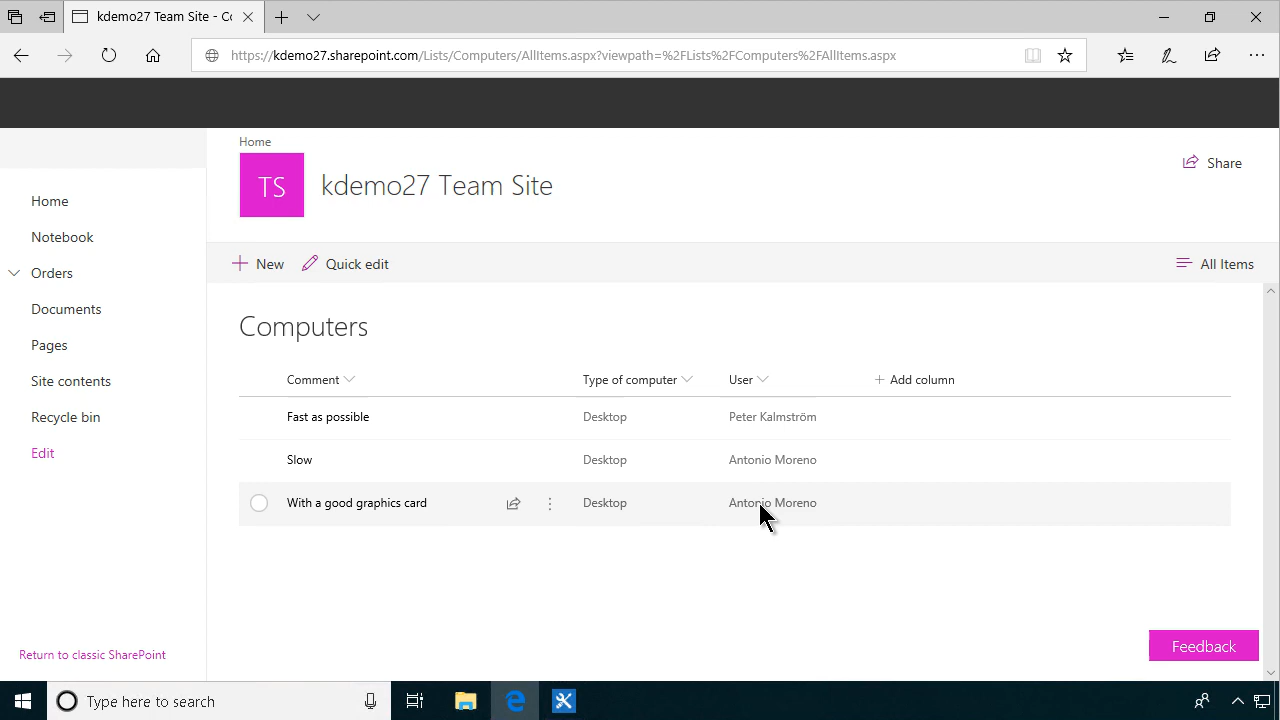 kdemo27 Team Site - Co
https://kdemo27.sharepoint.com/Lists/Computers/AllItems.aspx?viewpath=%2FLists%2FComputers%2FAllItems.aspx
Home
TS
kdemo27 Team Site
Share
Home
Notebook
Orders
Documents
Pages
Site contents
Recycle bin
Edit
Return to classic SharePoint
New
Quick edit
All Items
Computers
Comment
Type of computer
User
Add column
Fast as possible
Desktop
Peter Kalmström
Slow
Desktop
Antonio Moreno
With a good graphics card
Desktop
Antonio Moreno
Feedback
Type here to search